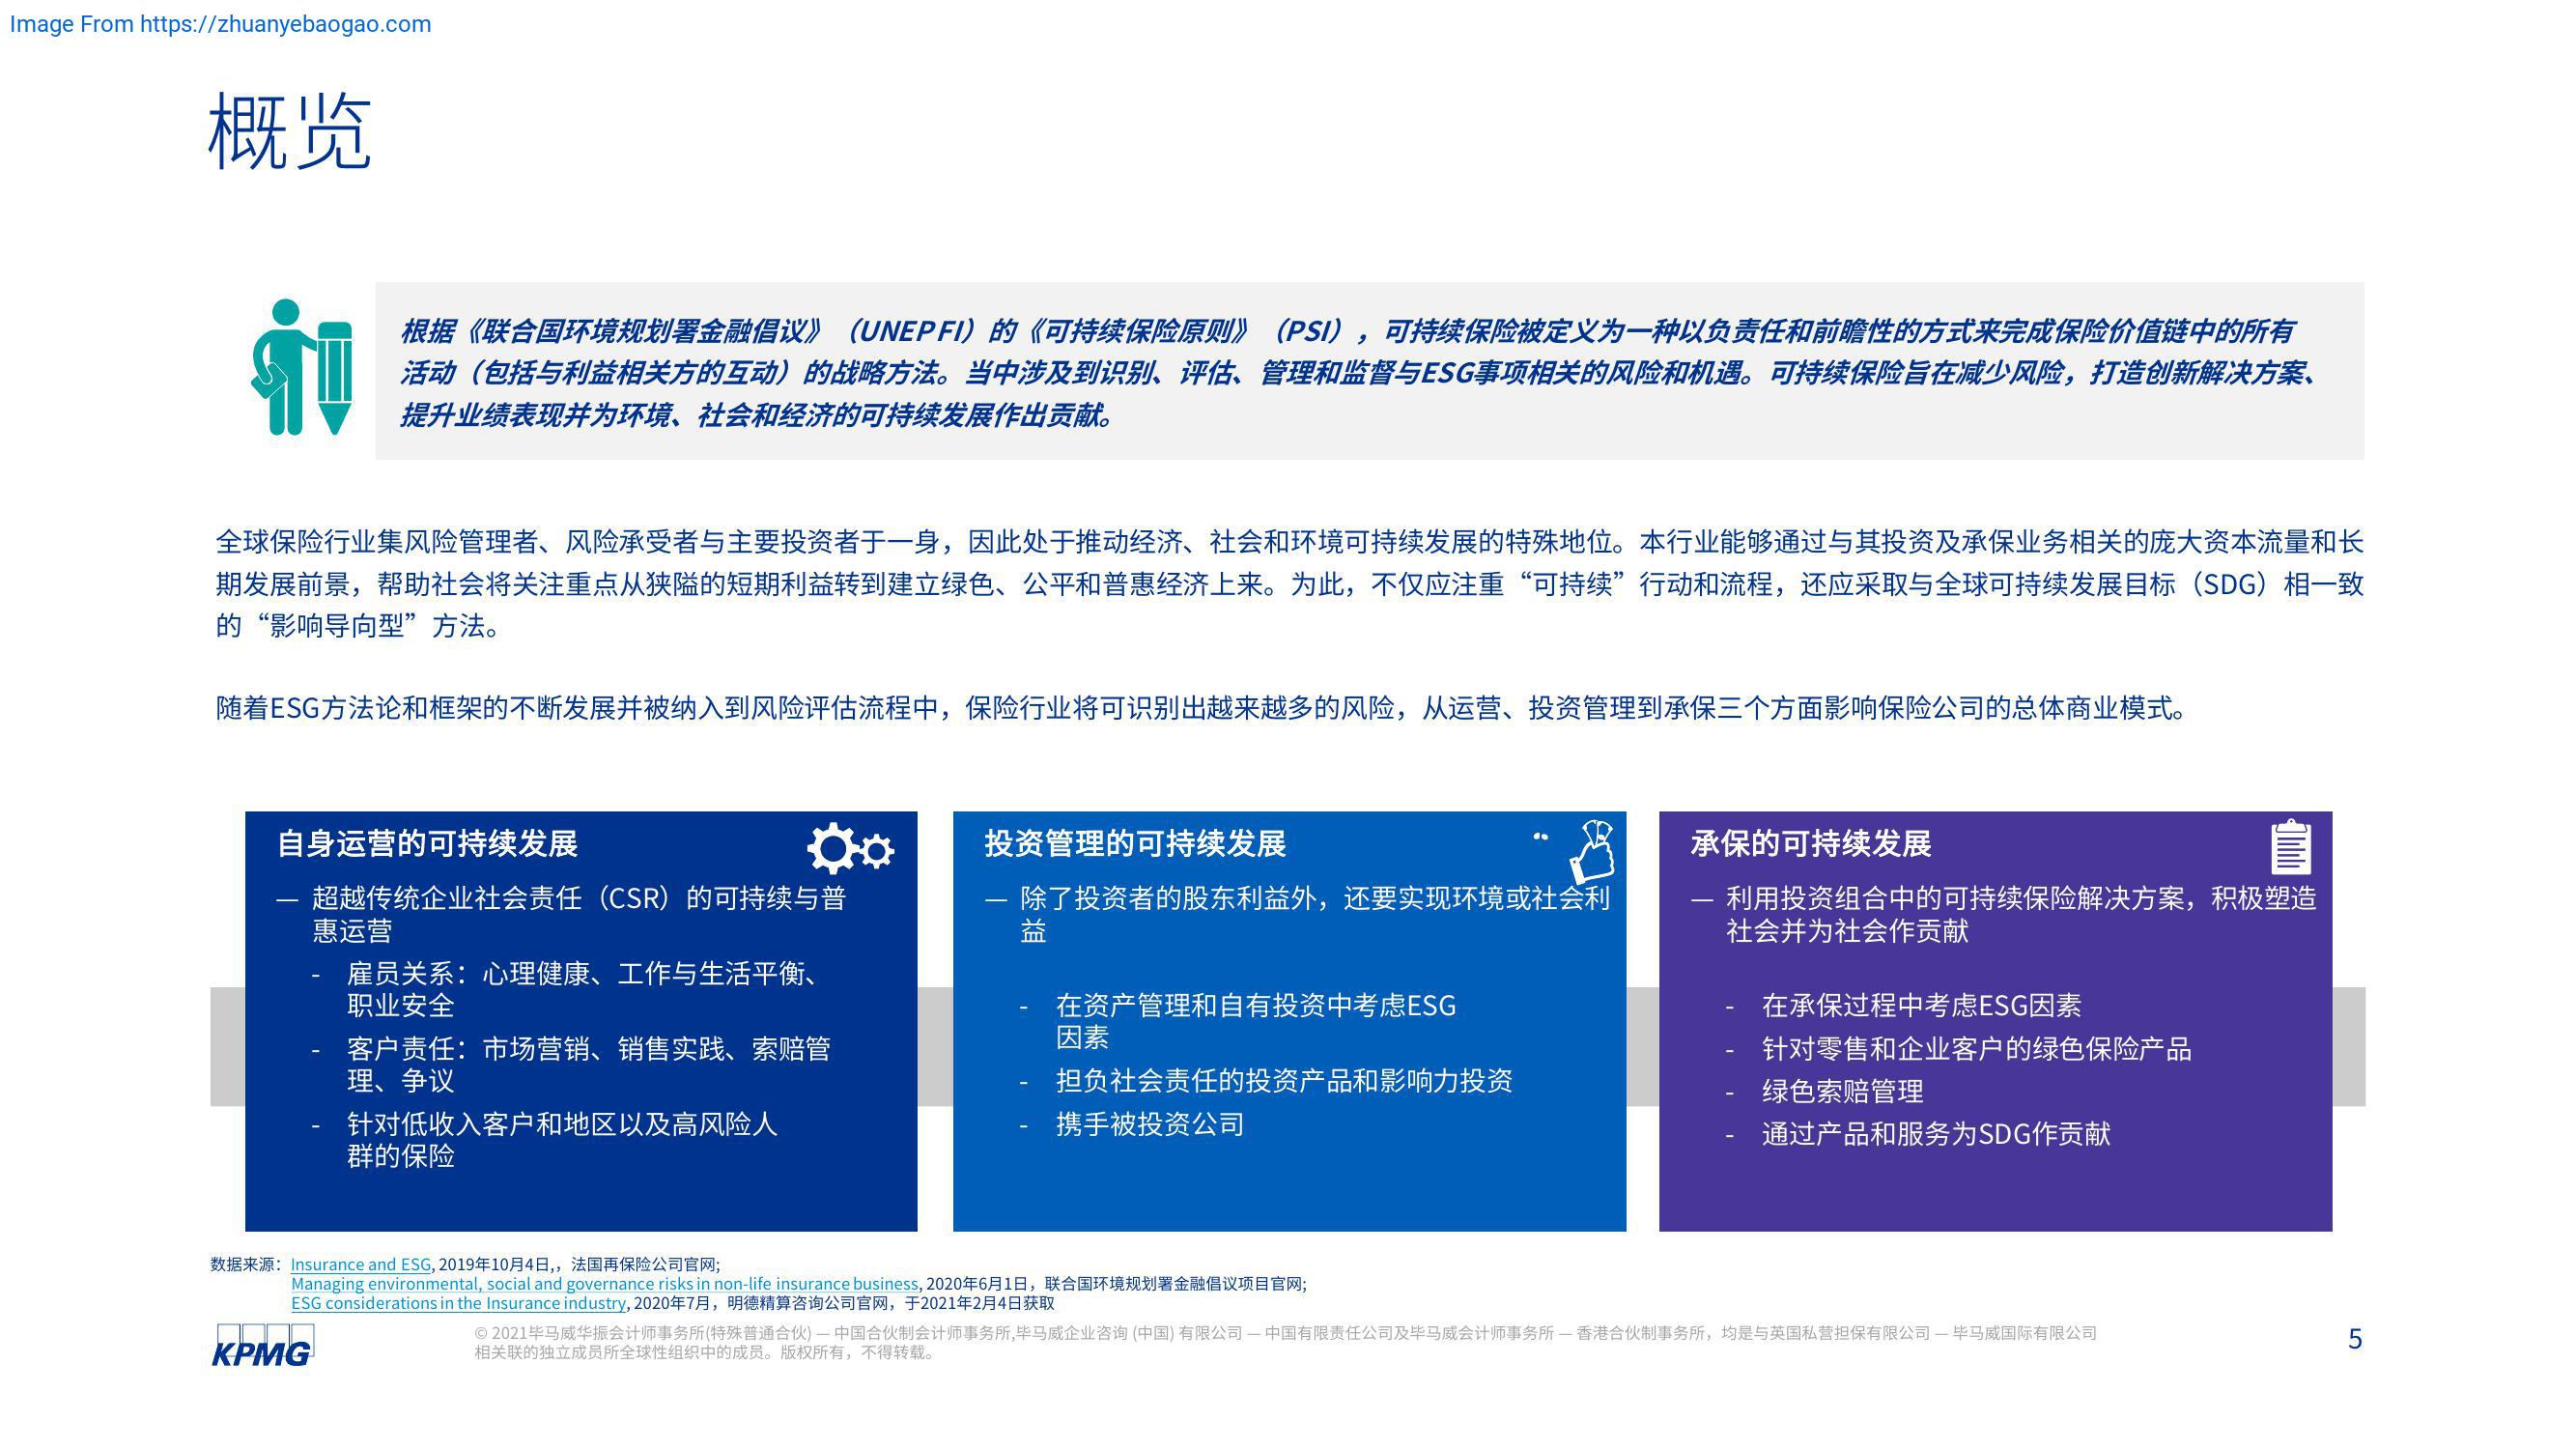 Image From https://zhuanyebaogao.com
概览
根据《联合国环境规划署金融倡议》（UNEP FI）的《可持续保险原则》（PSI），可持续保险被定义为一种以负责任和前瞻性的方式来完成保险价值链中的所有
活动（包括与利益相关方的互动）的战略方法。当中涉及到识别、评估、管理和监督与ESG事项相关的风险和机遇。可持续保险旨在减少风险，打造创新解决方案、
提升业绩表现并为环境、社会和经济的可持续发展作出贡献。
全球保险行业集风险管理者、风险承受者与主要投资者于一身，因此处于推动经济、社会和环境可持续发展的特殊地位。本行业能够通过与其投资及承保业务相关的庞大资本流量和长
期发展前景，帮助社会将关注重点从狭隘的短期利益转到建立绿色、公平和普惠经济上来。为此，不仅应注重“可持续”行动和流程，还应采取与全球可持续发展目标（SDG）相一致
的“影响导向型”方法。
随着ESG方法论和框架的不断发展并被纳入到风险评估流程中，保险行业将可识别出越来越多的风险，从运营、投资管理到承保三个方面影响保险公司的总体商业模式。
自身运营的可持续发展
— 超越传统企业社会责任（CSR）的可持续与普
惠运营
- 雇员关系：心理健康、工作与生活平衡、
职业安全
- 客户责任：市场营销、销售实践、索赔管
理、争议
- 针对低收入客户和地区以及高风险人
群的保险
投资管理的可持续发展
— 除了投资者的股东利益外，还要实现环境或社会利
益
- 在资产管理和自有投资中考虑ESG
因素
- 担负社会责任的投资产品和影响力投资
- 携手被投资公司
承保的可持续发展
— 利用投资组合中的可持续保险解决方案，积极塑造
社会并为社会作贡献
- 在承保过程中考虑ESG因素
- 针对零售和企业客户的绿色保险产品
- 绿色索赔管理
- 通过产品和服务为SDG作贡献
数据来源：Insurance and ESG, 2019年10月4日,，法国再保险公司官网;
Managing environmental, social and governance risks in non-life insurance business, 2020年6月1日，联合国环境规划署金融倡议项目官网;
ESG considerations in the Insurance industry, 2020年7月，明德精算咨询公司官网，于2021年2月4日获取
KPMG
© 2021毕马威华振会计师事务所(特殊普通合伙) — 中国合伙制会计师事务所,毕马威企业咨询 (中国) 有限公司 — 中国有限责任公司及毕马威会计师事务所 — 香港合伙制事务所，均是与英国私营担保有限公司 — 毕马威国际有限公司
相关联的独立成员所全球性组织中的成员。版权所有，不得转载。
5